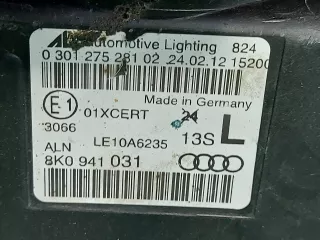 Automotive Lighting 824
0 301 275 281 02 24.02.12 15200
Made in Germany
E1 01XCERT 24
3066 13S L
ALN LE10A6235
8K0 941 031